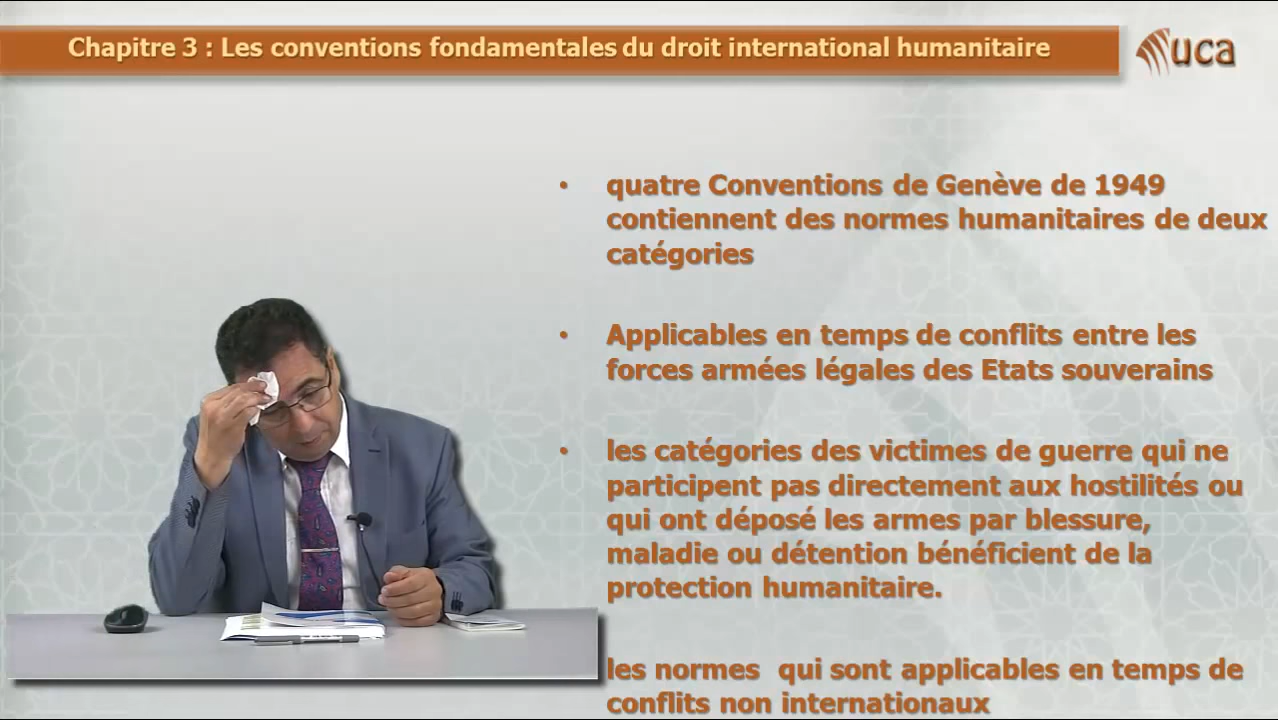 Chapitre 3 : Les conventions fondamentales du droit international humanitaire
uca
• quatre Conventions de Genève de 1949
contiennent des normes humanitaires de deux
catégories
• Applicables en temps de conflits entre les
forces armées légales des Etats souverains
• les catégories des victimes de guerre qui ne
participent pas directement aux hostilités ou
qui ont déposé les armes par blessure,
maladie ou détention bénéficient de la
protection humanitaire.
les normes qui sont applicables en temps de
conflits non internationaux